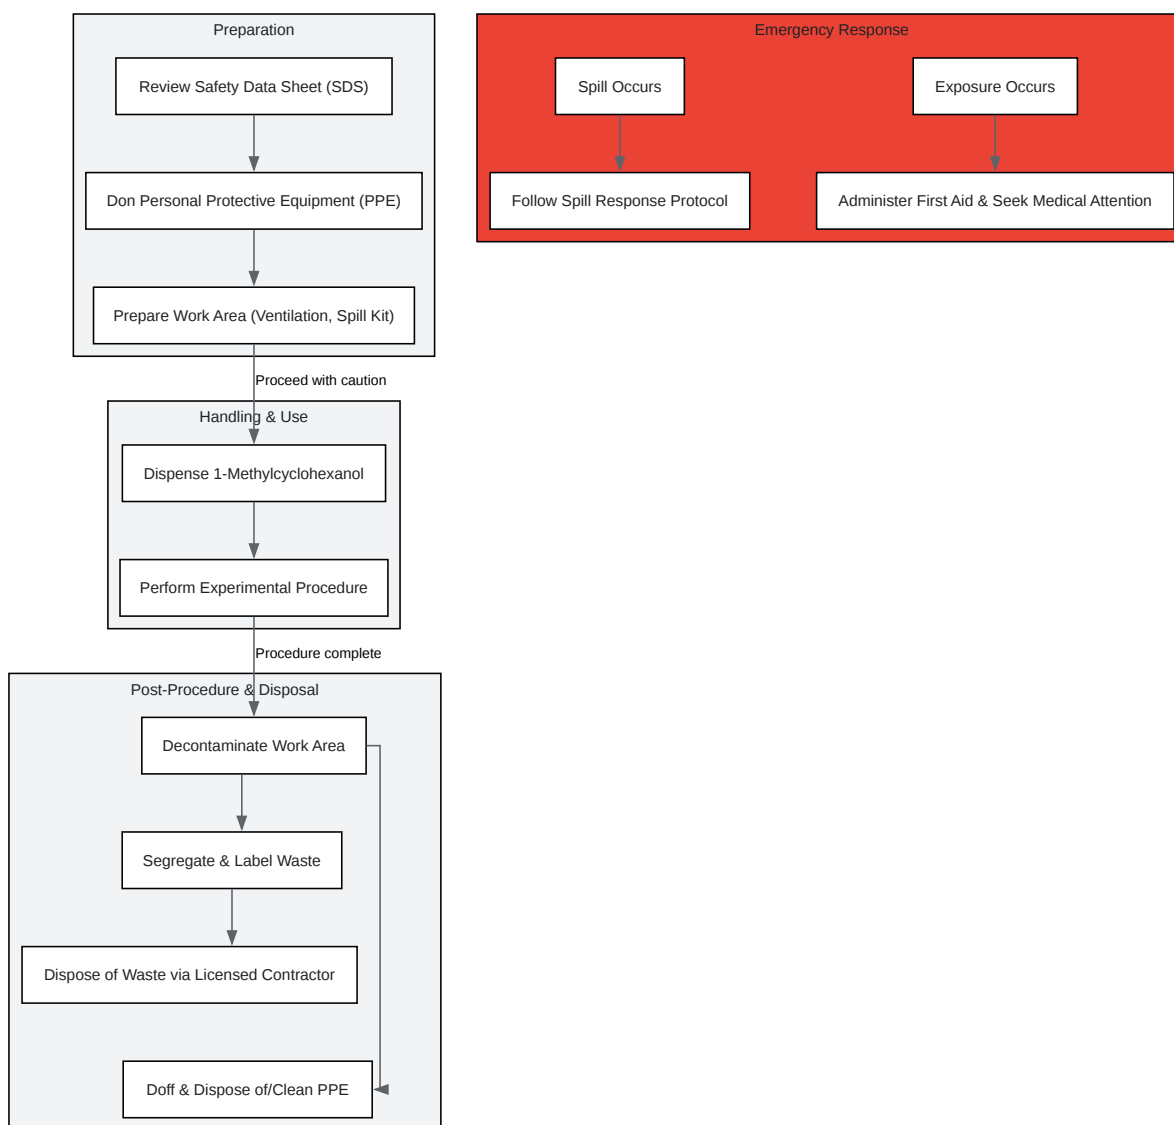 Preparation
Review Safety Data Sheet (SDS)
Don Personal Protective Equipment (PPE)
Prepare Work Area (Ventilation, Spill Kit)
Proceed with caution
Handling & Use
Dispense 1-Methylcyclohexanol
Perform Experimental Procedure
Procedure complete
Post-Procedure & Disposal
Decontaminate Work Area
Segregate & Label Waste
Dispose of Waste via Licensed Contractor
Doff & Dispose of/Clean PPE
Emergency Response
Spill Occurs
Follow Spill Response Protocol
Exposure Occurs
Administer First Aid & Seek Medical Attention